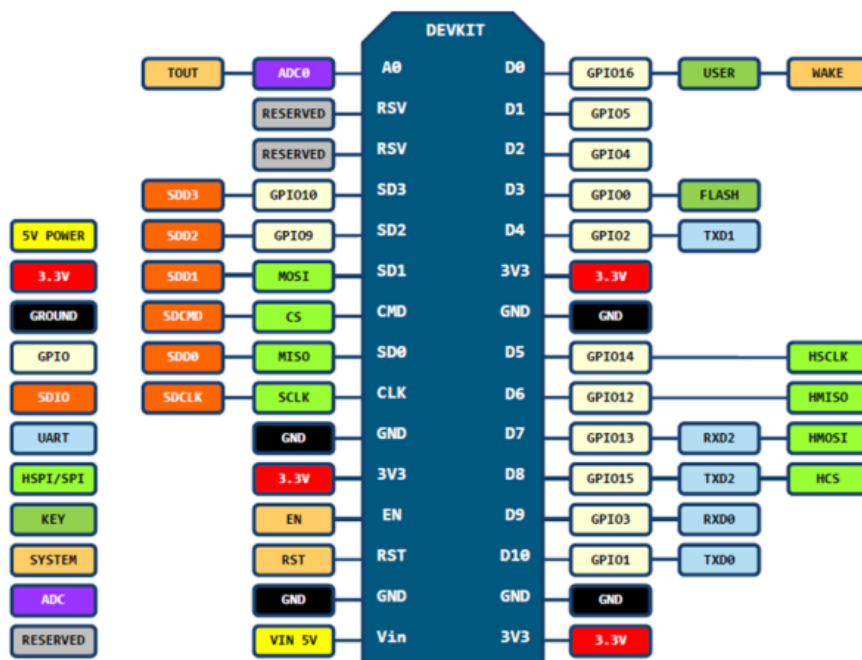 DEVKIT
TOUT ADC0 A0 D0 GPIO16 USER WAKE
RESERVED RSV D1 GPIO5
RESERVED RSV D2 GPIO4
SDD3 GPIO10 SD3 D3 GPIO0 FLASH
5V POWER SDD2 GPIO9 SD2 D4 GPIO2 TXD1
3.3V SDD1 MOSI SD1 3V3 3.3V
GROUND SDCMD CS CMD GND GND
GPIO SDD0 MISO SD0 D5 GPIO14 HSCLK
SDIO SDCLK SCLK CLK D6 GPIO12 HMISO
UART GND GND D7 GPIO13 RXD2 HMOSI
HSPI/SPI 3.3V 3V3 D8 GPIO15 TXD2 HCS
KEY EN EN D9 GPIO3 RXD0
SYSTEM RST RST D10 GPIO1 TXD0
ADC GND GND GND GND
RESERVED VIN 5V Vin 3V3 3.3V